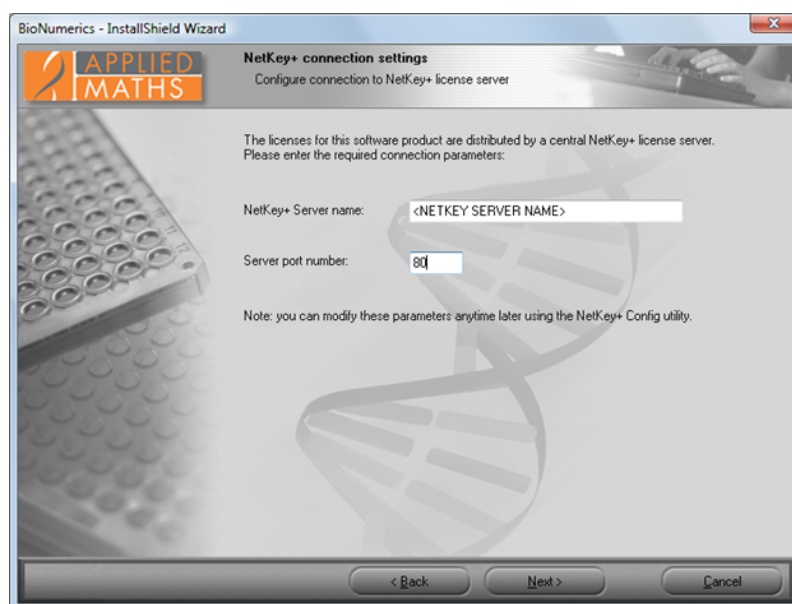 BioNumerics - InstallShield Wizard
APPLIED
MATHS
NetKey+ connection settings
Configure connection to NetKey+ license server
The licenses for this software product are distributed by a central NetKey+ license server.
Please enter the required connection parameters:
NetKey+ Server name: <NETKEY SERVER NAME>
Server port number: 80
Note: you can modify these parameters anytime later using the NetKey+ Config utility.
< Back Next > Cancel